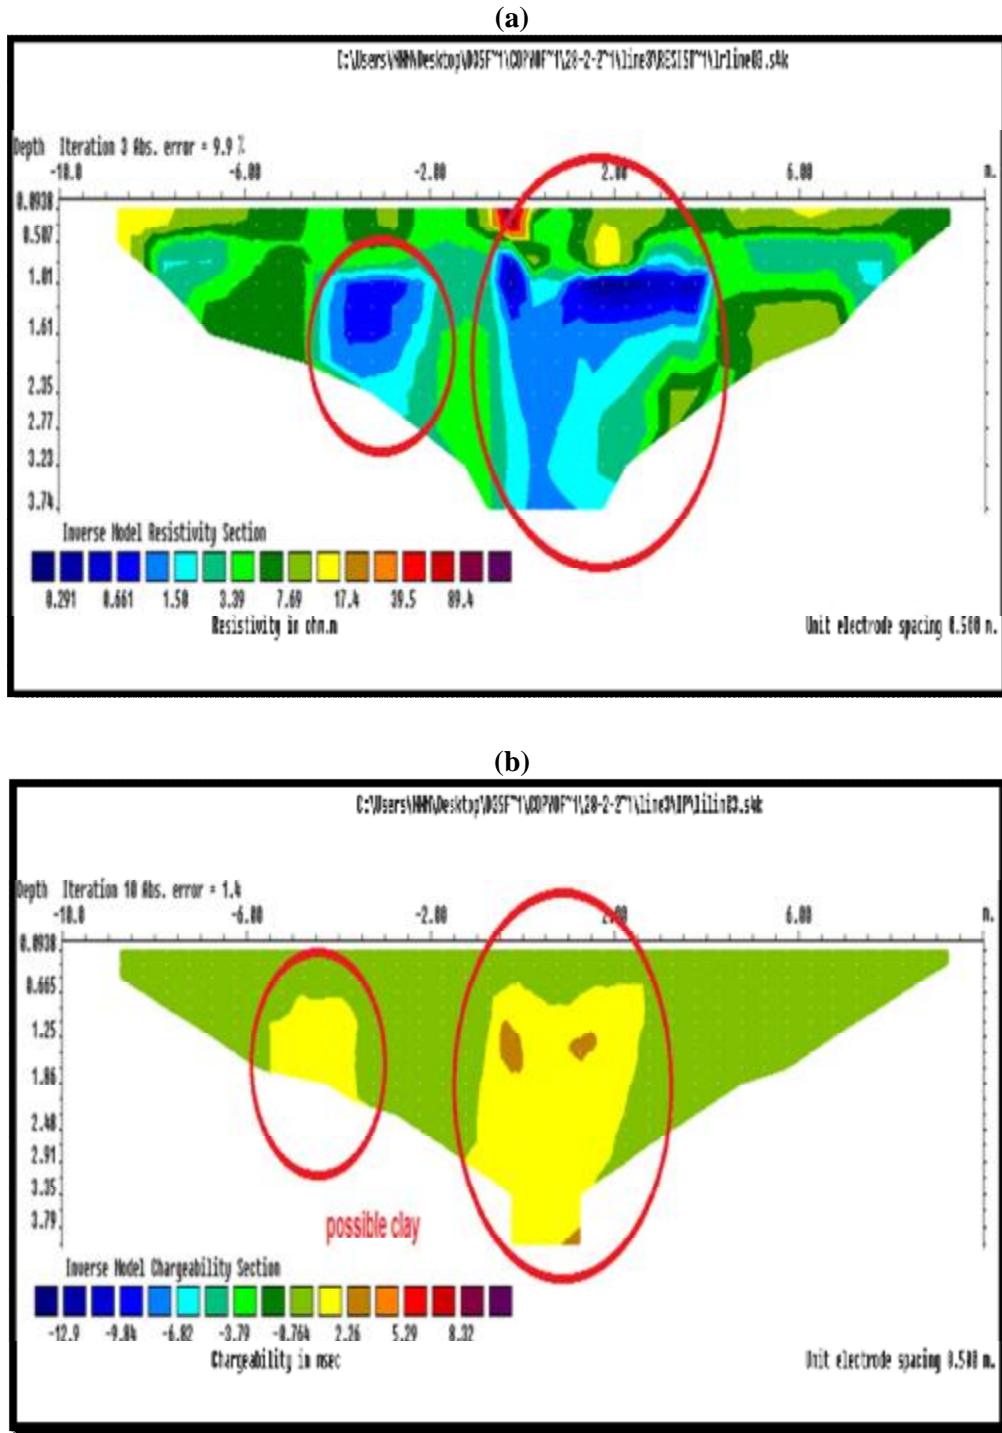 (a)
Depth Iteration 3 Abs. error = 9.9 %
-10.0 -6.00 -2.00 2.00 6.00 m.
0.0938
0.507
1.01
1.61
2.35
2.77
3.23
3.74
Inverse Model Resistivity Section
0.291 0.661 1.50 3.39 7.69 17.4 39.5 89.4
Resistivity in ohm.m
Unit electrode spacing 0.500 m.
(b)
Depth Iteration 10 Abs. error = 1.4
-10.0 -6.00 -2.00 2.00 6.00 m.
0.0938
0.665
1.25
1.86
2.48
2.91
3.35
3.79
possible clay
Inverse Model Chargeability Section
-12.9 -9.84 -6.82 -3.79 -0.764 2.26 5.29 8.32
Chargeability in msec
Unit electrode spacing 0.500 m.